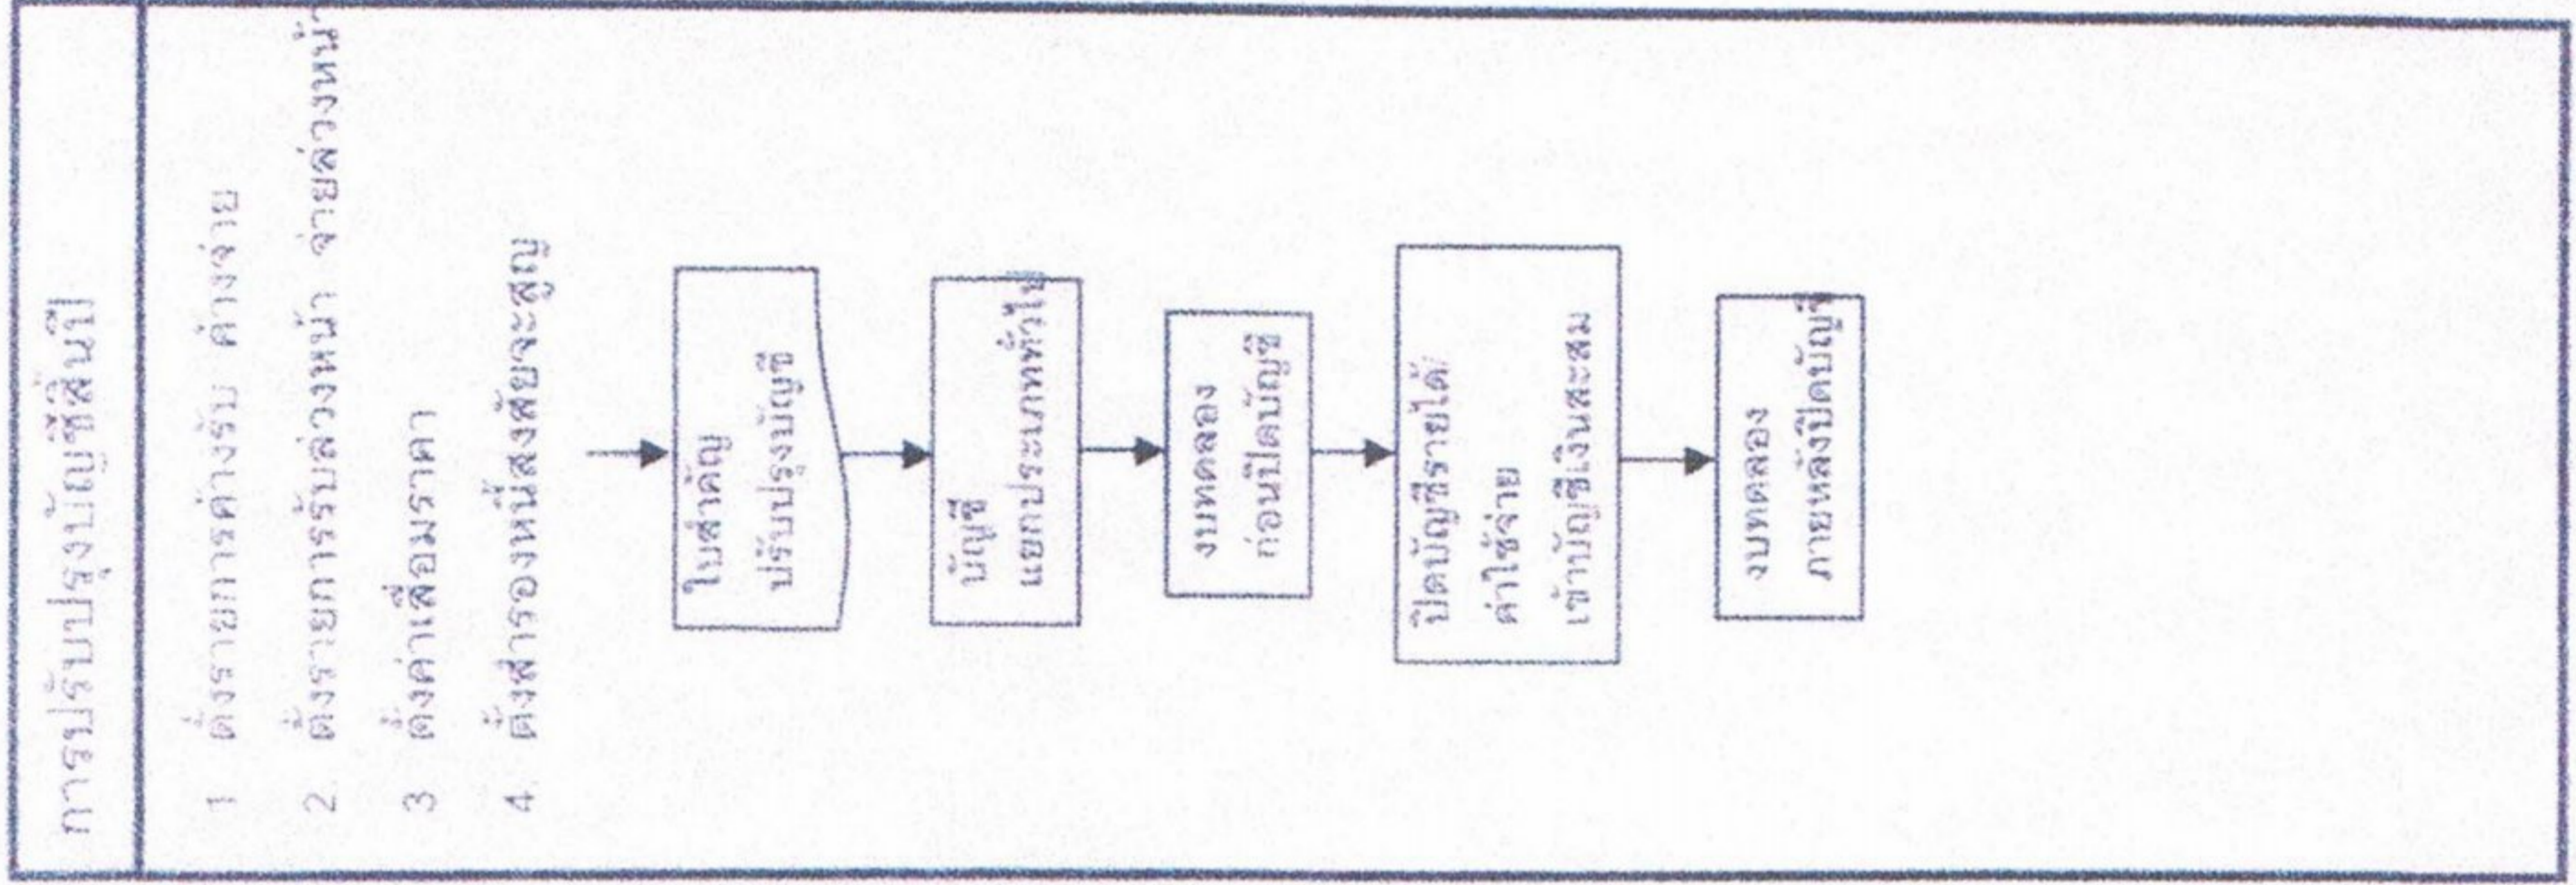 การปรับปรุงบัญชีสิ้นปี
1 ตั้งรายการค้างรับ ค้างจ่าย
2. ตั้งรายการรับล่วงหน้า จ่ายล่วงหน้า
3 ตั้งค่าเสื่อมราคา
4. ตั้งสำรองหนี้สงสัยจะสูญ
ใบสำคัญ
ปรับปรุงบัญชี
บัญชี
แยกประเภททั่วไป
งบทดลอง
ก่อนปิดบัญชี
ปิดบัญชีรายได้/
ค่าใช้จ่าย
เข้าบัญชีเงินสะสม
งบทดลอง
ภายหลังปิดบัญชี